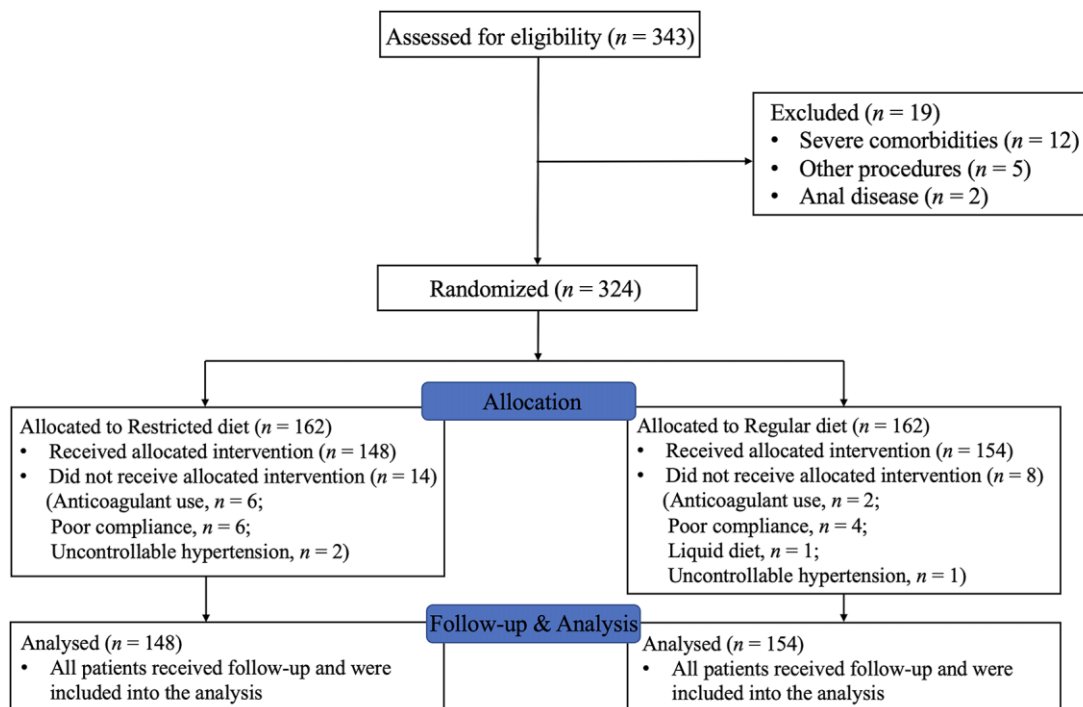 Assessed for eligibility (n = 343)
Excluded (n = 19)
• Severe comorbidities (n = 12)
• Other procedures (n = 5)
• Anal disease (n = 2)
Randomized (n = 324)
Allocation
Allocated to Restricted diet (n = 162)
• Received allocated intervention (n = 148)
• Did not receive allocated intervention (n = 14)
(Anticoagulant use, n = 6;
Poor compliance, n = 6;
Uncontrollable hypertension, n = 2)
Allocated to Regular diet (n = 162)
• Received allocated intervention (n = 154)
• Did not receive allocated intervention (n = 8)
(Anticoagulant use, n = 2;
Poor compliance, n = 4;
Liquid diet, n = 1;
Uncontrollable hypertension, n = 1)
Follow-up & Analysis
Analysed (n = 148)
• All patients received follow-up and were
included into the analysis
Analysed (n = 154)
• All patients received follow-up and were
included into the analysis